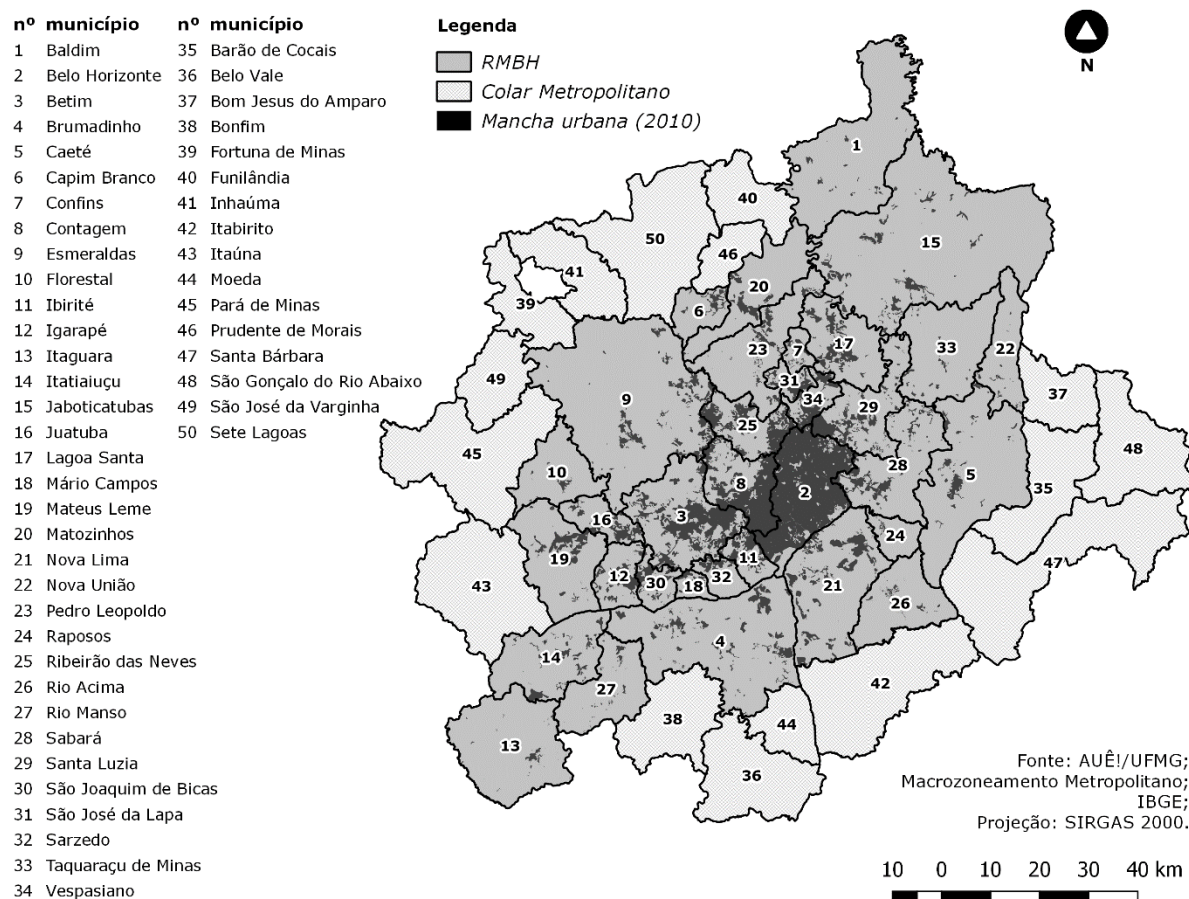 nº município
1 Baldim
2 Belo Horizonte
3 Betim
4 Brumadinho
5 Caeté
6 Capim Branco
7 Confins
8 Contagem
9 Esmeraldas
10 Florestal
11 Ibirité
12 Igarapé
13 Itaguara
14 Itatiaiuçu
15 Jaboticatubas
16 Juatuba
17 Lagoa Santa
18 Mário Campos
19 Mateus Leme
20 Matozinhos
21 Nova Lima
22 Nova União
23 Pedro Leopoldo
24 Raposos
25 Ribeirão das Neves
26 Rio Acima
27 Rio Manso
28 Sabará
29 Santa Luzia
30 São Joaquim de Bicas
31 São José da Lapa
32 Sarzedo
33 Taquaraçu de Minas
34 Vespasiano
nº município
35 Barão de Cocais
36 Belo Vale
37 Bom Jesus do Amparo
38 Bonfim
39 Fortuna de Minas
40 Funilândia
41 Inhaúma
42 Itabirito
43 Itaúna
44 Moeda
45 Pará de Minas
46 Prudente de Morais
47 Santa Bárbara
48 São Gonçalo do Rio Abaixo
49 São José da Varginha
50 Sete Lagoas
Legenda
RMBH
Colar Metropolitano
Mancha urbana (2010)
N
1
40
50
15
46
41
20
39
6
17
23
7
33
22
31
49
37
9
34
29
25
45
48
10
28
8
5
35
2
3
16
24
19
11
47
12
30
18
32
43
21
26
4
14
42
27
38
44
13
36
Fonte: AUÊ!/UFMG;
Macrozoneamento Metropolitano;
IBGE;
Projeção: SIRGAS 2000.
10 0 10 20 30 40 km